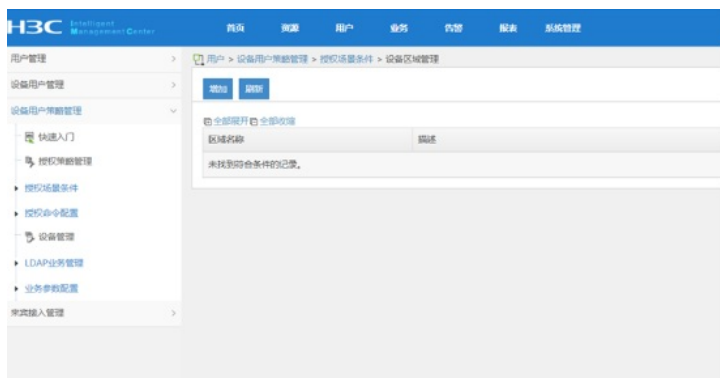 H3C Intelligent Management Center
首页 资源 用户 业务 告警 报表 系统管理
用户管理
设备用户管理
设备用户策略管理
快速入门
授权策略管理
授权场景条件
授权命令配置
设备管理
LDAP业务管理
业务参数配置
来宾接入管理
用户 > 设备用户策略管理 > 授权场景条件 > 设备区域管理
增加 刷新
全部展开 全部收缩
区域名称 描述
未找到符合条件的记录。